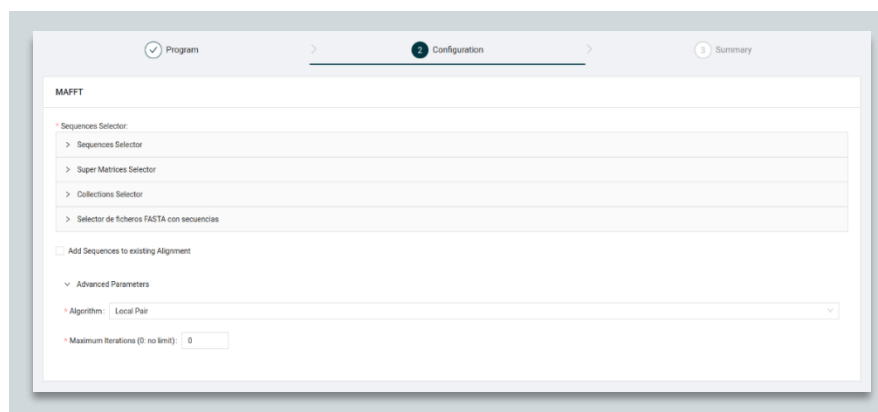 Program
2 Configuration
3 Summary
MAFFT
* Sequences Selector:
Sequences Selector
Super Matrices Selector
Collections Selector
Selector de ficheros FASTA con secuencias
Add Sequences to existing Alignment
Advanced Parameters
* Algorithm: Local Pair
* Maximum Iterations (0: no limit): 0